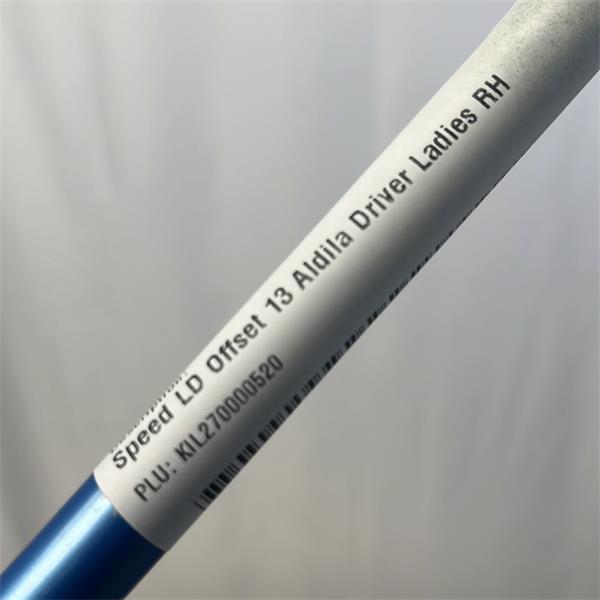 Speed LD Offset 13 Aldila Driver Ladies RH
PLU: KIL270000520